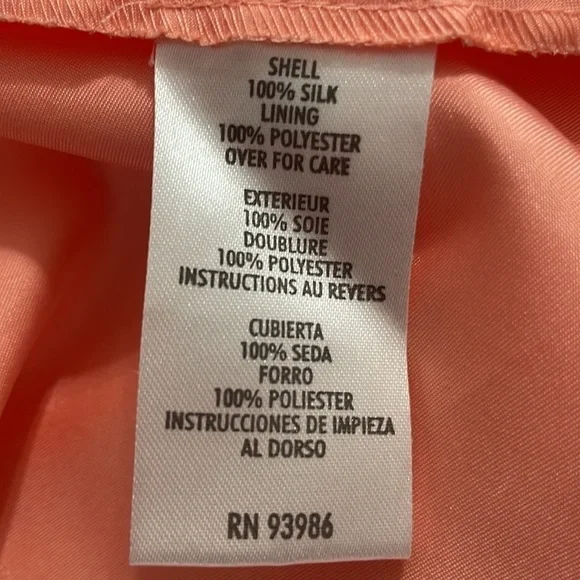 SHELL
100% SILK
LINING
100% POLYESTER
OVER FOR CARE
EXTERIEUR
100% SOIE
DOUBLURE
100% POLYESTER
INSTRUCTIONS AU REVERS
CUBIERTA
100% SEDA
FORRO
100% POLIESTER
INSTRUCCIONES DE IMPIEZA
AL DORSO
RN 93986